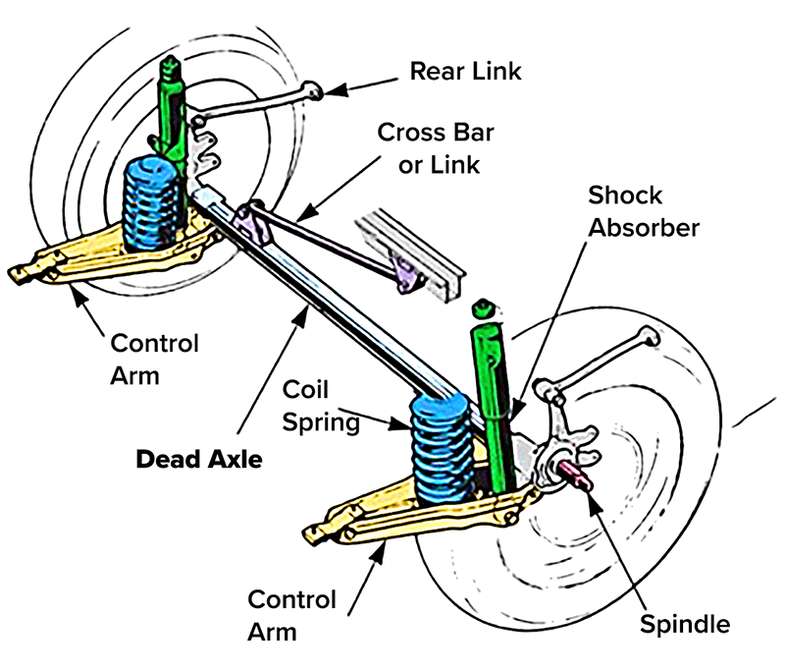 Rear Link
Cross Bar
or Link
Shock
Absorber
Control
Arm
Coil
Spring
Dead Axle
Control
Arm
Spindle